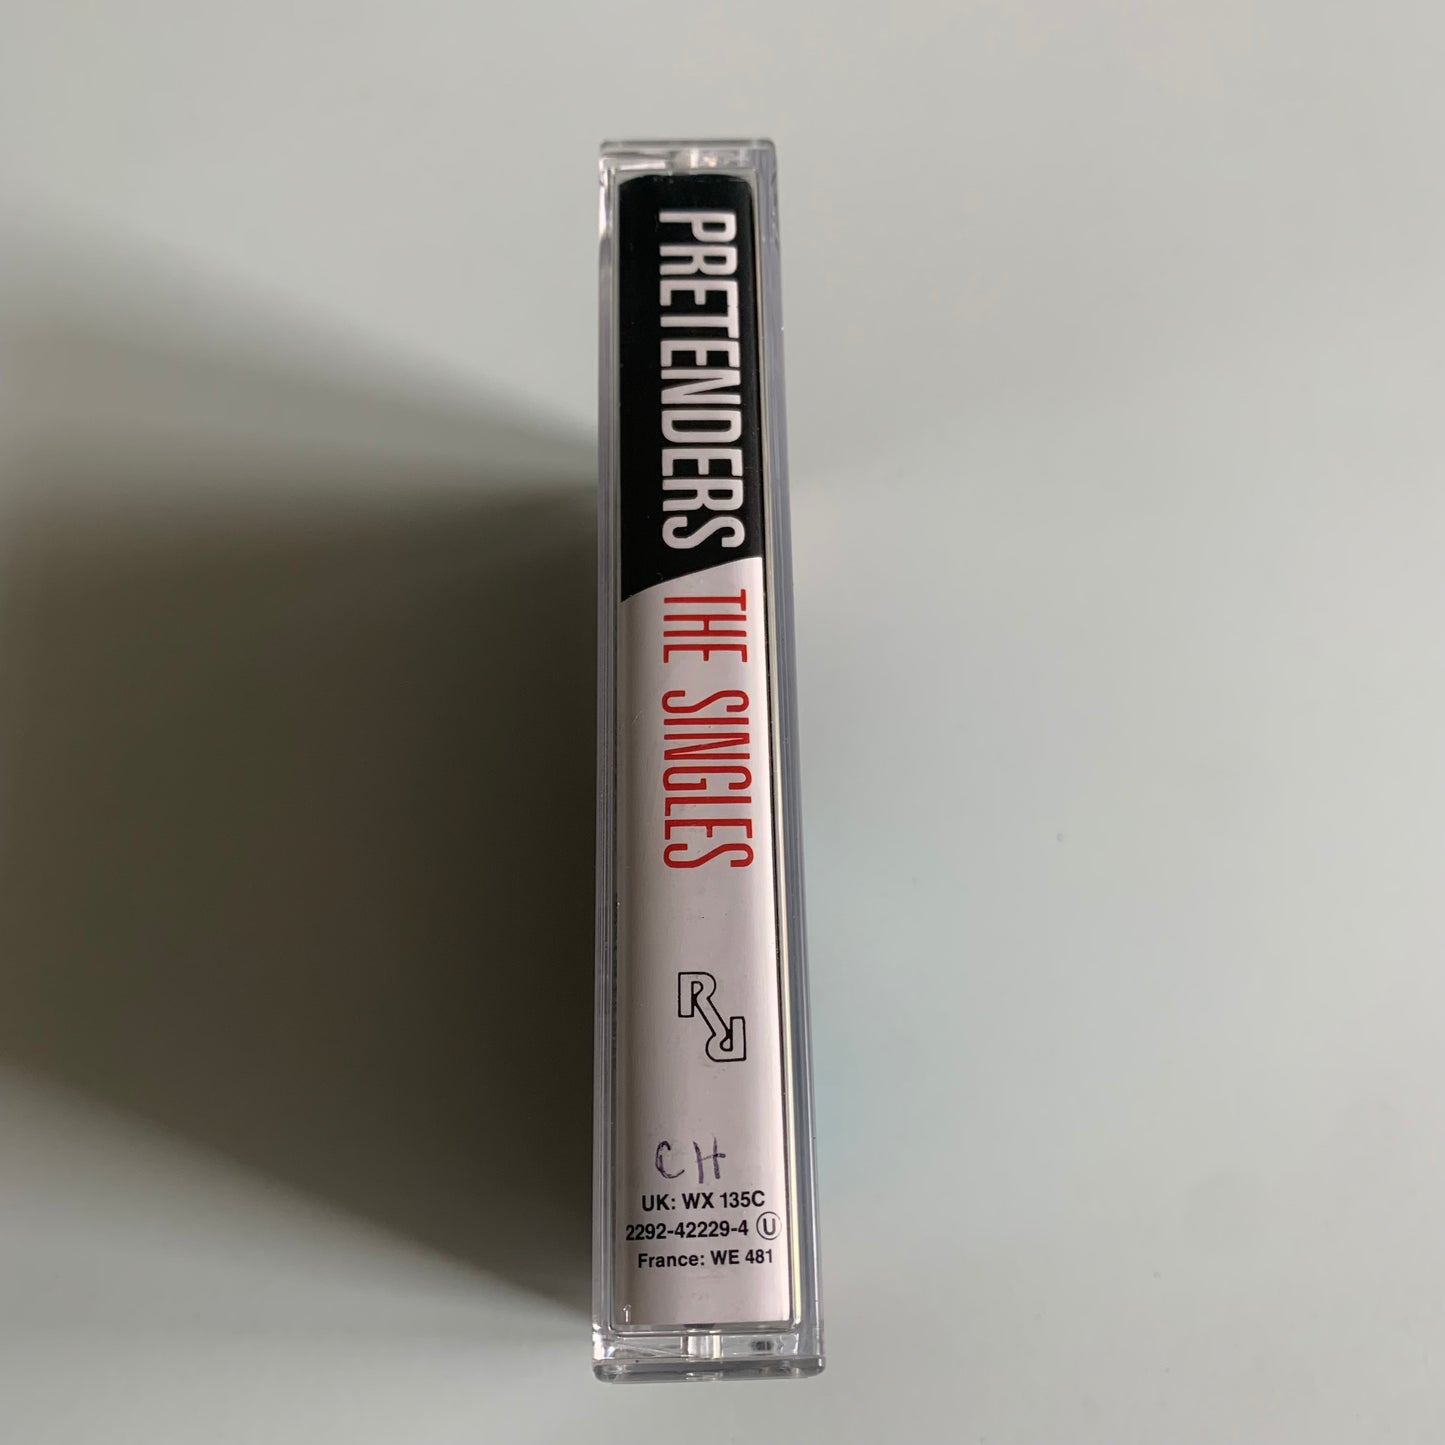 PRETENDERS THE SINGLES
CH
UK: WX 135C
2292-42229-4 Ⓤ
France: WE 481